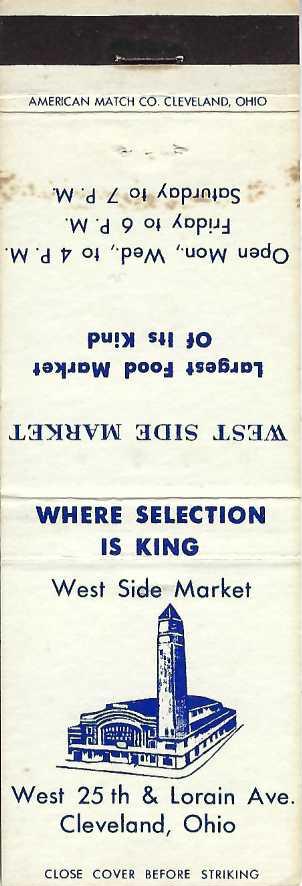 AMERICAN MATCH CO. CLEVELAND, OHIO
WEST SIDE MARKET
Largest Food Market
Of Its Kind
Open Mon., Wed., to 4 P. M.
Friday to 6 P. M.
Saturday to 7 P. M.
WHERE SELECTION
IS KING
West Side Market
West 25 th & Lorain Ave.
Cleveland, Ohio
CLOSE COVER BEFORE STRIKING